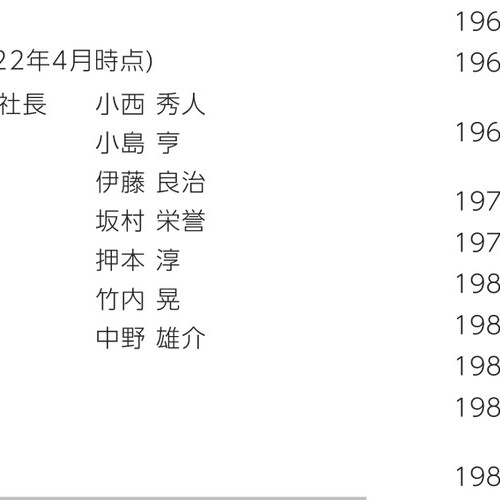 22年4月時点)
社長 小西 秀人
小島 亨
伊藤 良治
坂村 栄誉
押本 淳
竹内 晃
中野 雄介
196
196
196
197
197
198
198
198
198
198